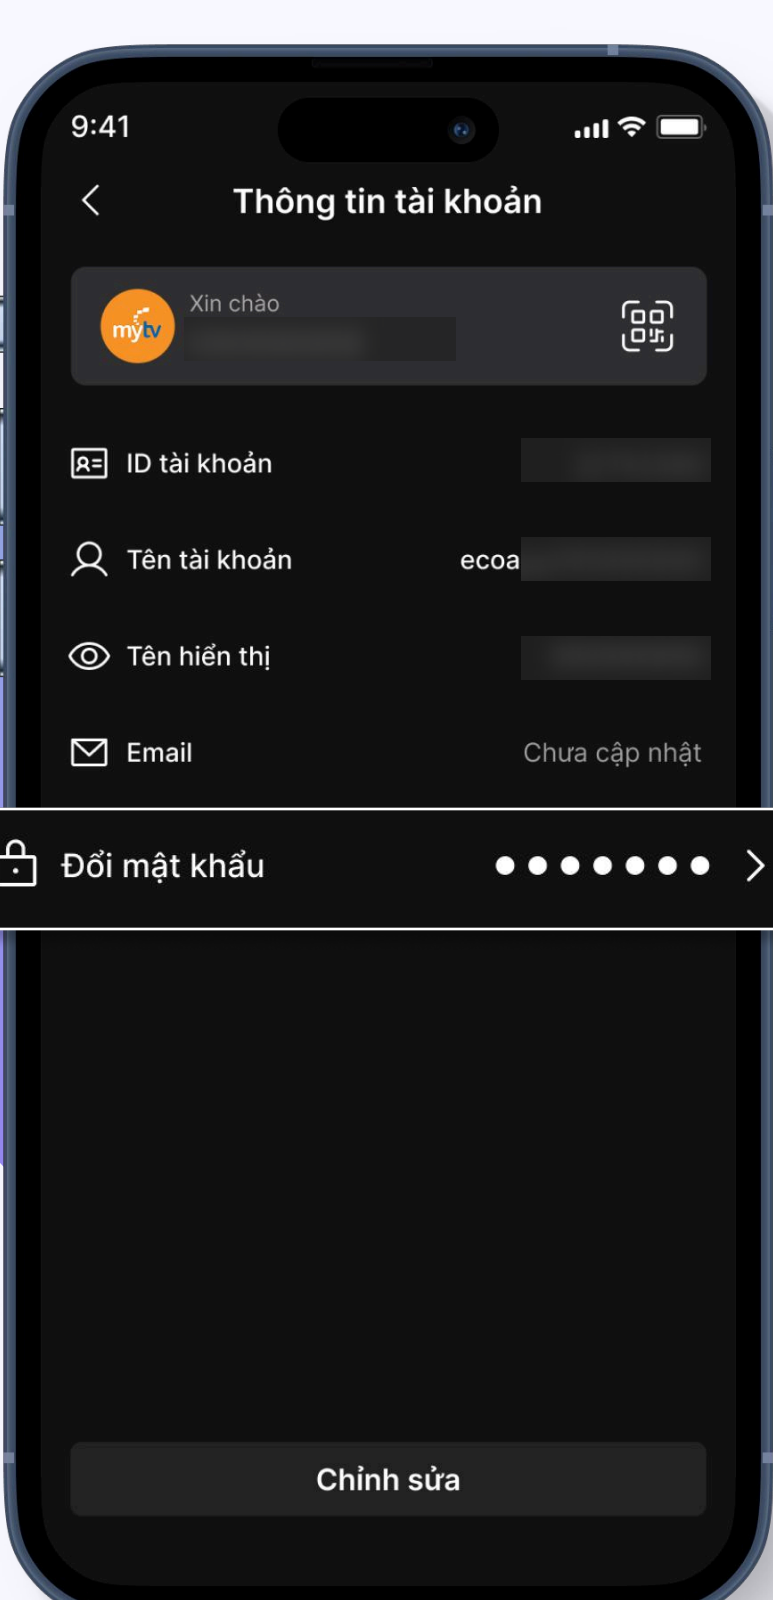 9:41
Thông tin tài khoản
Xin chào
mytv
ID tài khoản
Tên tài khoản
ecoa
Tên hiển thị
Email
Chưa cập nhật
Đổi mật khẩu
Chỉnh sửa